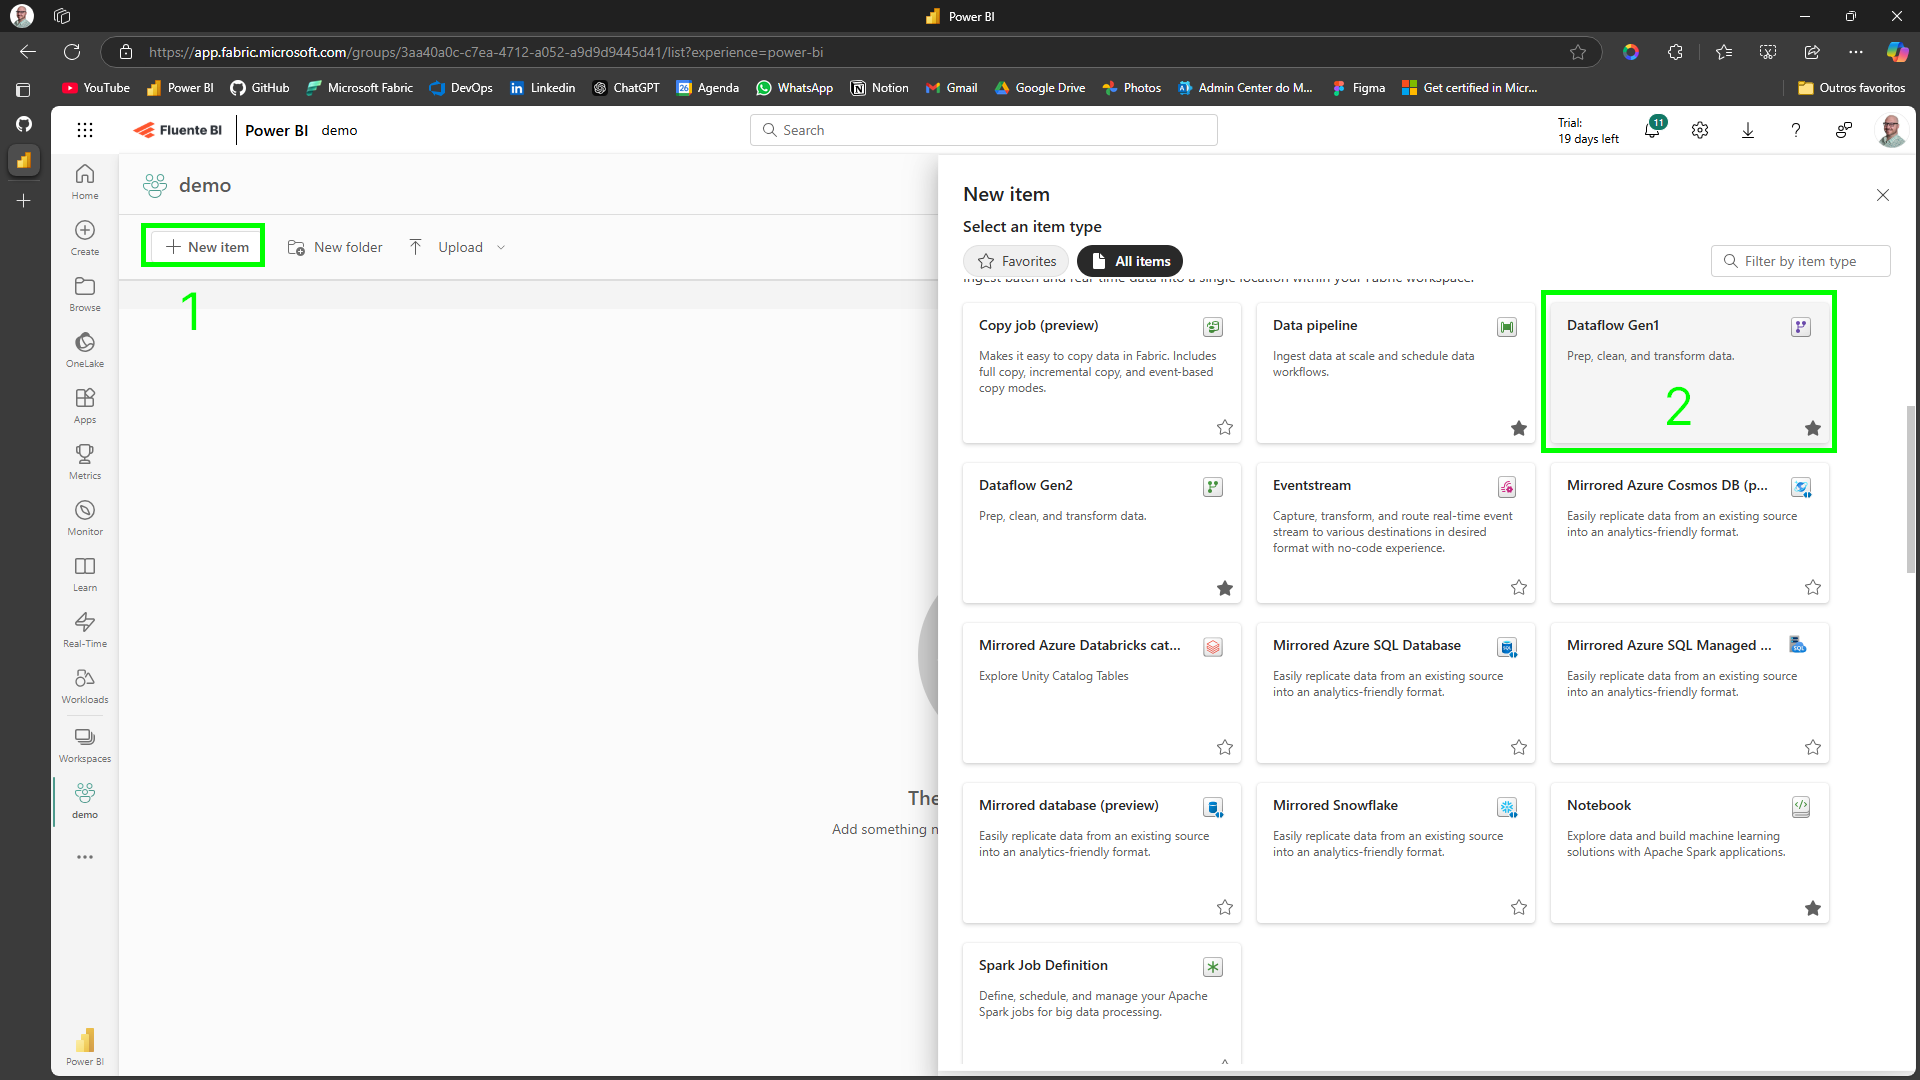 Power BI
https://app.fabric.microsoft.com/groups/3aa40a0c-c7ea-4712-a052-a9d9d9445d41/list?experience=power-bi
YouTube Power BI GitHub Microsoft Fabric DevOps Linkedin ChatGPT 26 Agenda WhatsApp Notion Gmail Google Drive Photos Admin Center do M... Figma Get certified in Micr... Outros favoritos
Fluente BI Power BI demo
Search
Trial:
19 days left
11
Home
Create
Browse
OneLake
Apps
Metrics
Monitor
Learn
Real-Time
Workloads
Workspaces
demo
Power BI
demo
New item New folder Upload
1
The
Add something n
New item
Select an item type
Favorites All items Filter by item type
Ingest batch and real-time data into a single location within your Fabric workspace.
Copy job (preview)
Makes it easy to copy data in Fabric. Includes
full copy, incremental copy, and event-based
copy modes.
Data pipeline
Ingest data at scale and schedule data
workflows.
Dataflow Gen1
Prep, clean, and transform data.
2
Dataflow Gen2
Prep, clean, and transform data.
Eventstream
Capture, transform, and route real-time event
stream to various destinations in desired
format with no-code experience.
Mirrored Azure Cosmos DB (p...
Easily replicate data from an existing source
into an analytics-friendly format.
Mirrored Azure Databricks cat...
Explore Unity Catalog Tables
Mirrored Azure SQL Database
Easily replicate data from an existing source
into an analytics-friendly format.
Mirrored Azure SQL Managed ...
Easily replicate data from an existing source
into an analytics-friendly format.
Mirrored database (preview)
Easily replicate data from an existing source
into an analytics-friendly format.
Mirrored Snowflake
Easily replicate data from an existing source
into an analytics-friendly format.
Notebook
Explore data and build machine learning
solutions with Apache Spark applications.
Spark Job Definition
Define, schedule, and manage your Apache
Spark jobs for big data processing.